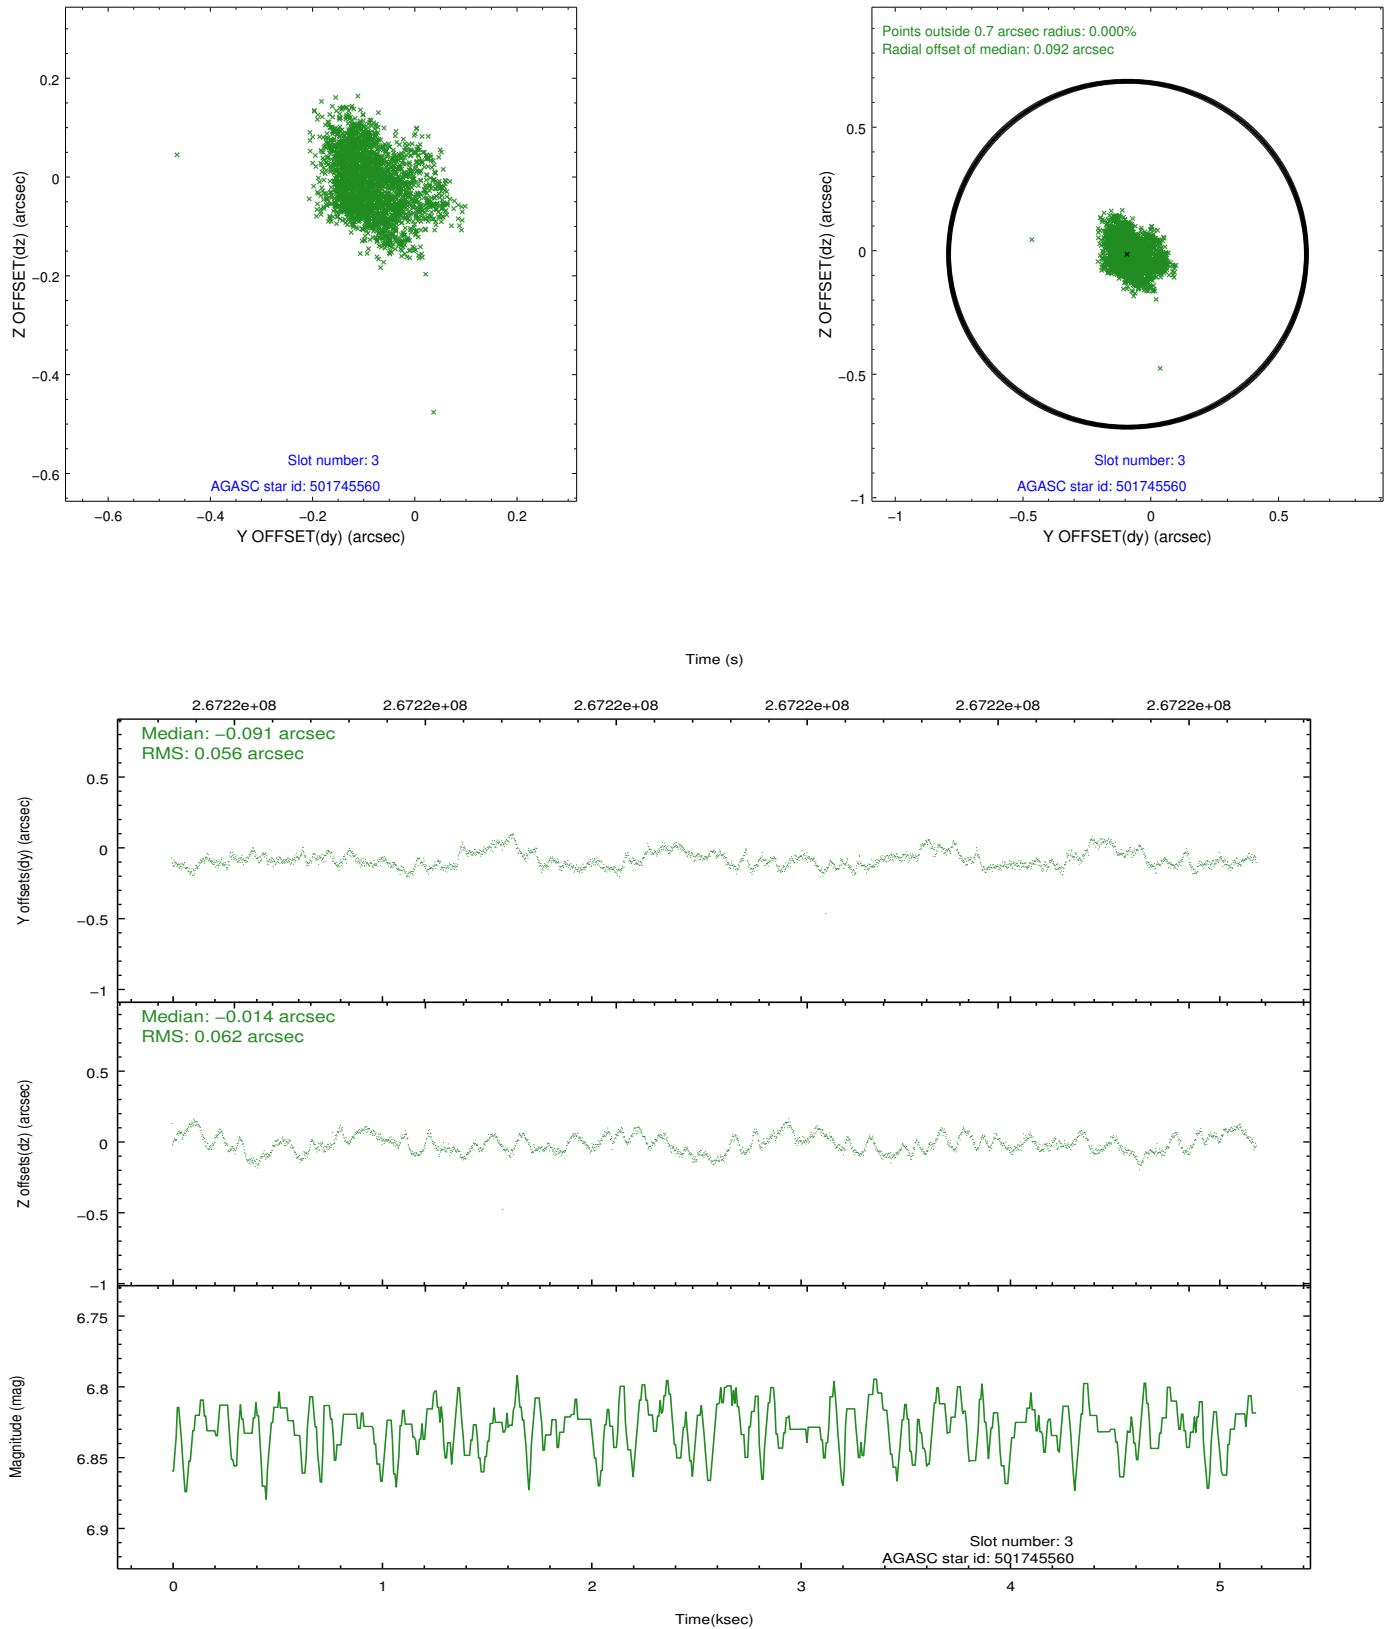 0.2
0
−0.2
−0.4
−0.6
Z OFFSET(dz) (arcsec)
Slot number: 3
AGASC star id: 501745560
−0.6 −0.4 −0.2 0 0.2
Y OFFSET(dy) (arcsec)
Points outside 0.7 arcsec radius: 0.000%
Radial offset of median: 0.092 arcsec
0.5
0
−0.5
−1
Z OFFSET(dz) (arcsec)
Slot number: 3
AGASC star id: 501745560
−1 −0.5 0 0.5
Y OFFSET(dy) (arcsec)
Time (s)
2.6722e+08 2.6722e+08 2.6722e+08 2.6722e+08 2.6722e+08 2.6722e+08
Median: −0.091 arcsec
RMS: 0.056 arcsec
0.5
0
−0.5
−1
Y offsets(dy) (arcsec)
Median: −0.014 arcsec
RMS: 0.062 arcsec
0.5
0
−0.5
−1
Z offsets(dz) (arcsec)
6.75
6.8
6.85
6.9
Magnitude (mag)
Slot number: 3
AGASC star id: 501745560
0 1 2 3 4 5
Time(ksec)